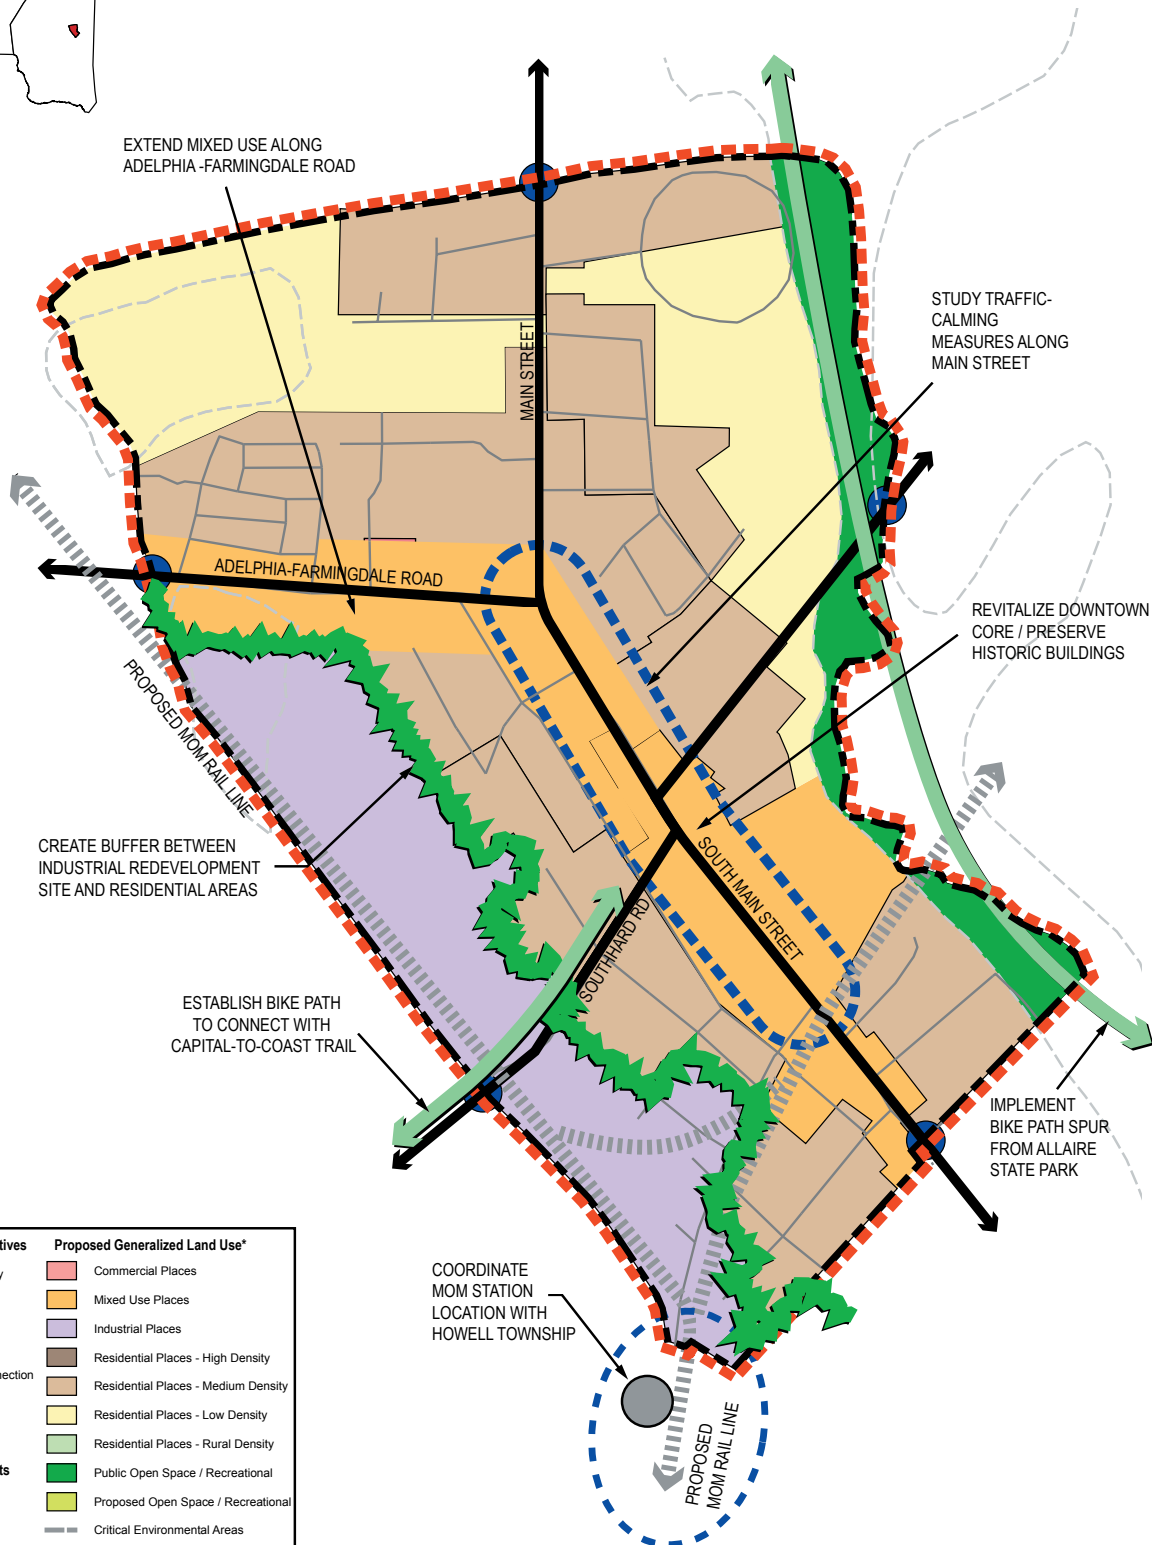 EXTEND MIXED USE ALONG
ADELPHIA -FARMINGDALE ROAD
STUDY TRAFFIC-
CALMING
MEASURES ALONG
MAIN STREET
MAIN STREET
ADELPHIA-FARMINGDALE ROAD
REVITALIZE DOWNTOWN
CORE / PRESERVE
HISTORIC BUILDINGS
PROPOSED MOM RAIL LINE
CREATE BUFFER BETWEEN
INDUSTRIAL REDEVELOPMENT
SITE AND RESIDENTIAL AREAS
SOUTH MAIN STREET
SOUTHHARD RD
ESTABLISH BIKE PATH
TO CONNECT WITH
CAPITAL-TO-COAST TRAIL
IMPLEMENT
BIKE PATH SPUR
FROM ALLAIRE
STATE PARK
COORDINATE
MOM STATION
LOCATION WITH
HOWELL TOWNSHIP
PROPOSED
MOM RAIL LINE
tives
Proposed Generalized Land Use*
y
Commercial Places
Mixed Use Places
Industrial Places
Residential Places - High Density
nection
Residential Places - Medium Density
Residential Places - Low Density
Residential Places - Rural Density
ts
Public Open Space / Recreational
Proposed Open Space / Recreational
Critical Environmental Areas